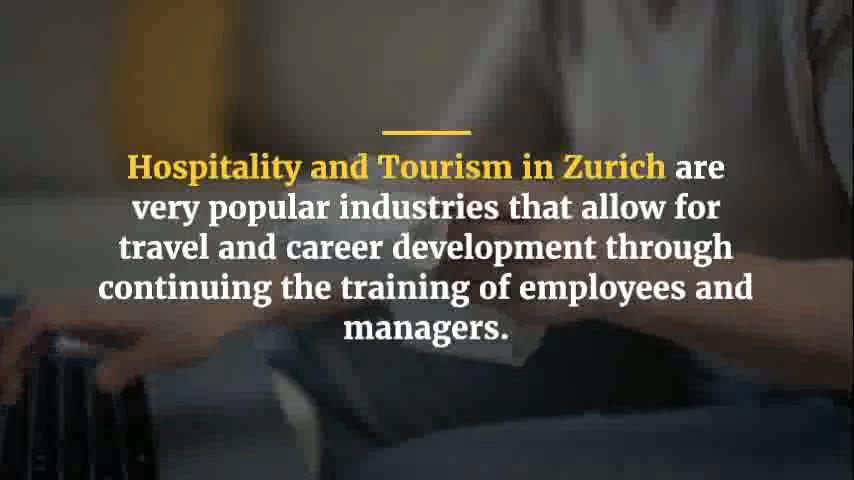 Hospitality and Tourism in Zurich are
very popular industries that allow for
travel and career development through
continuing the training of employees and
managers.